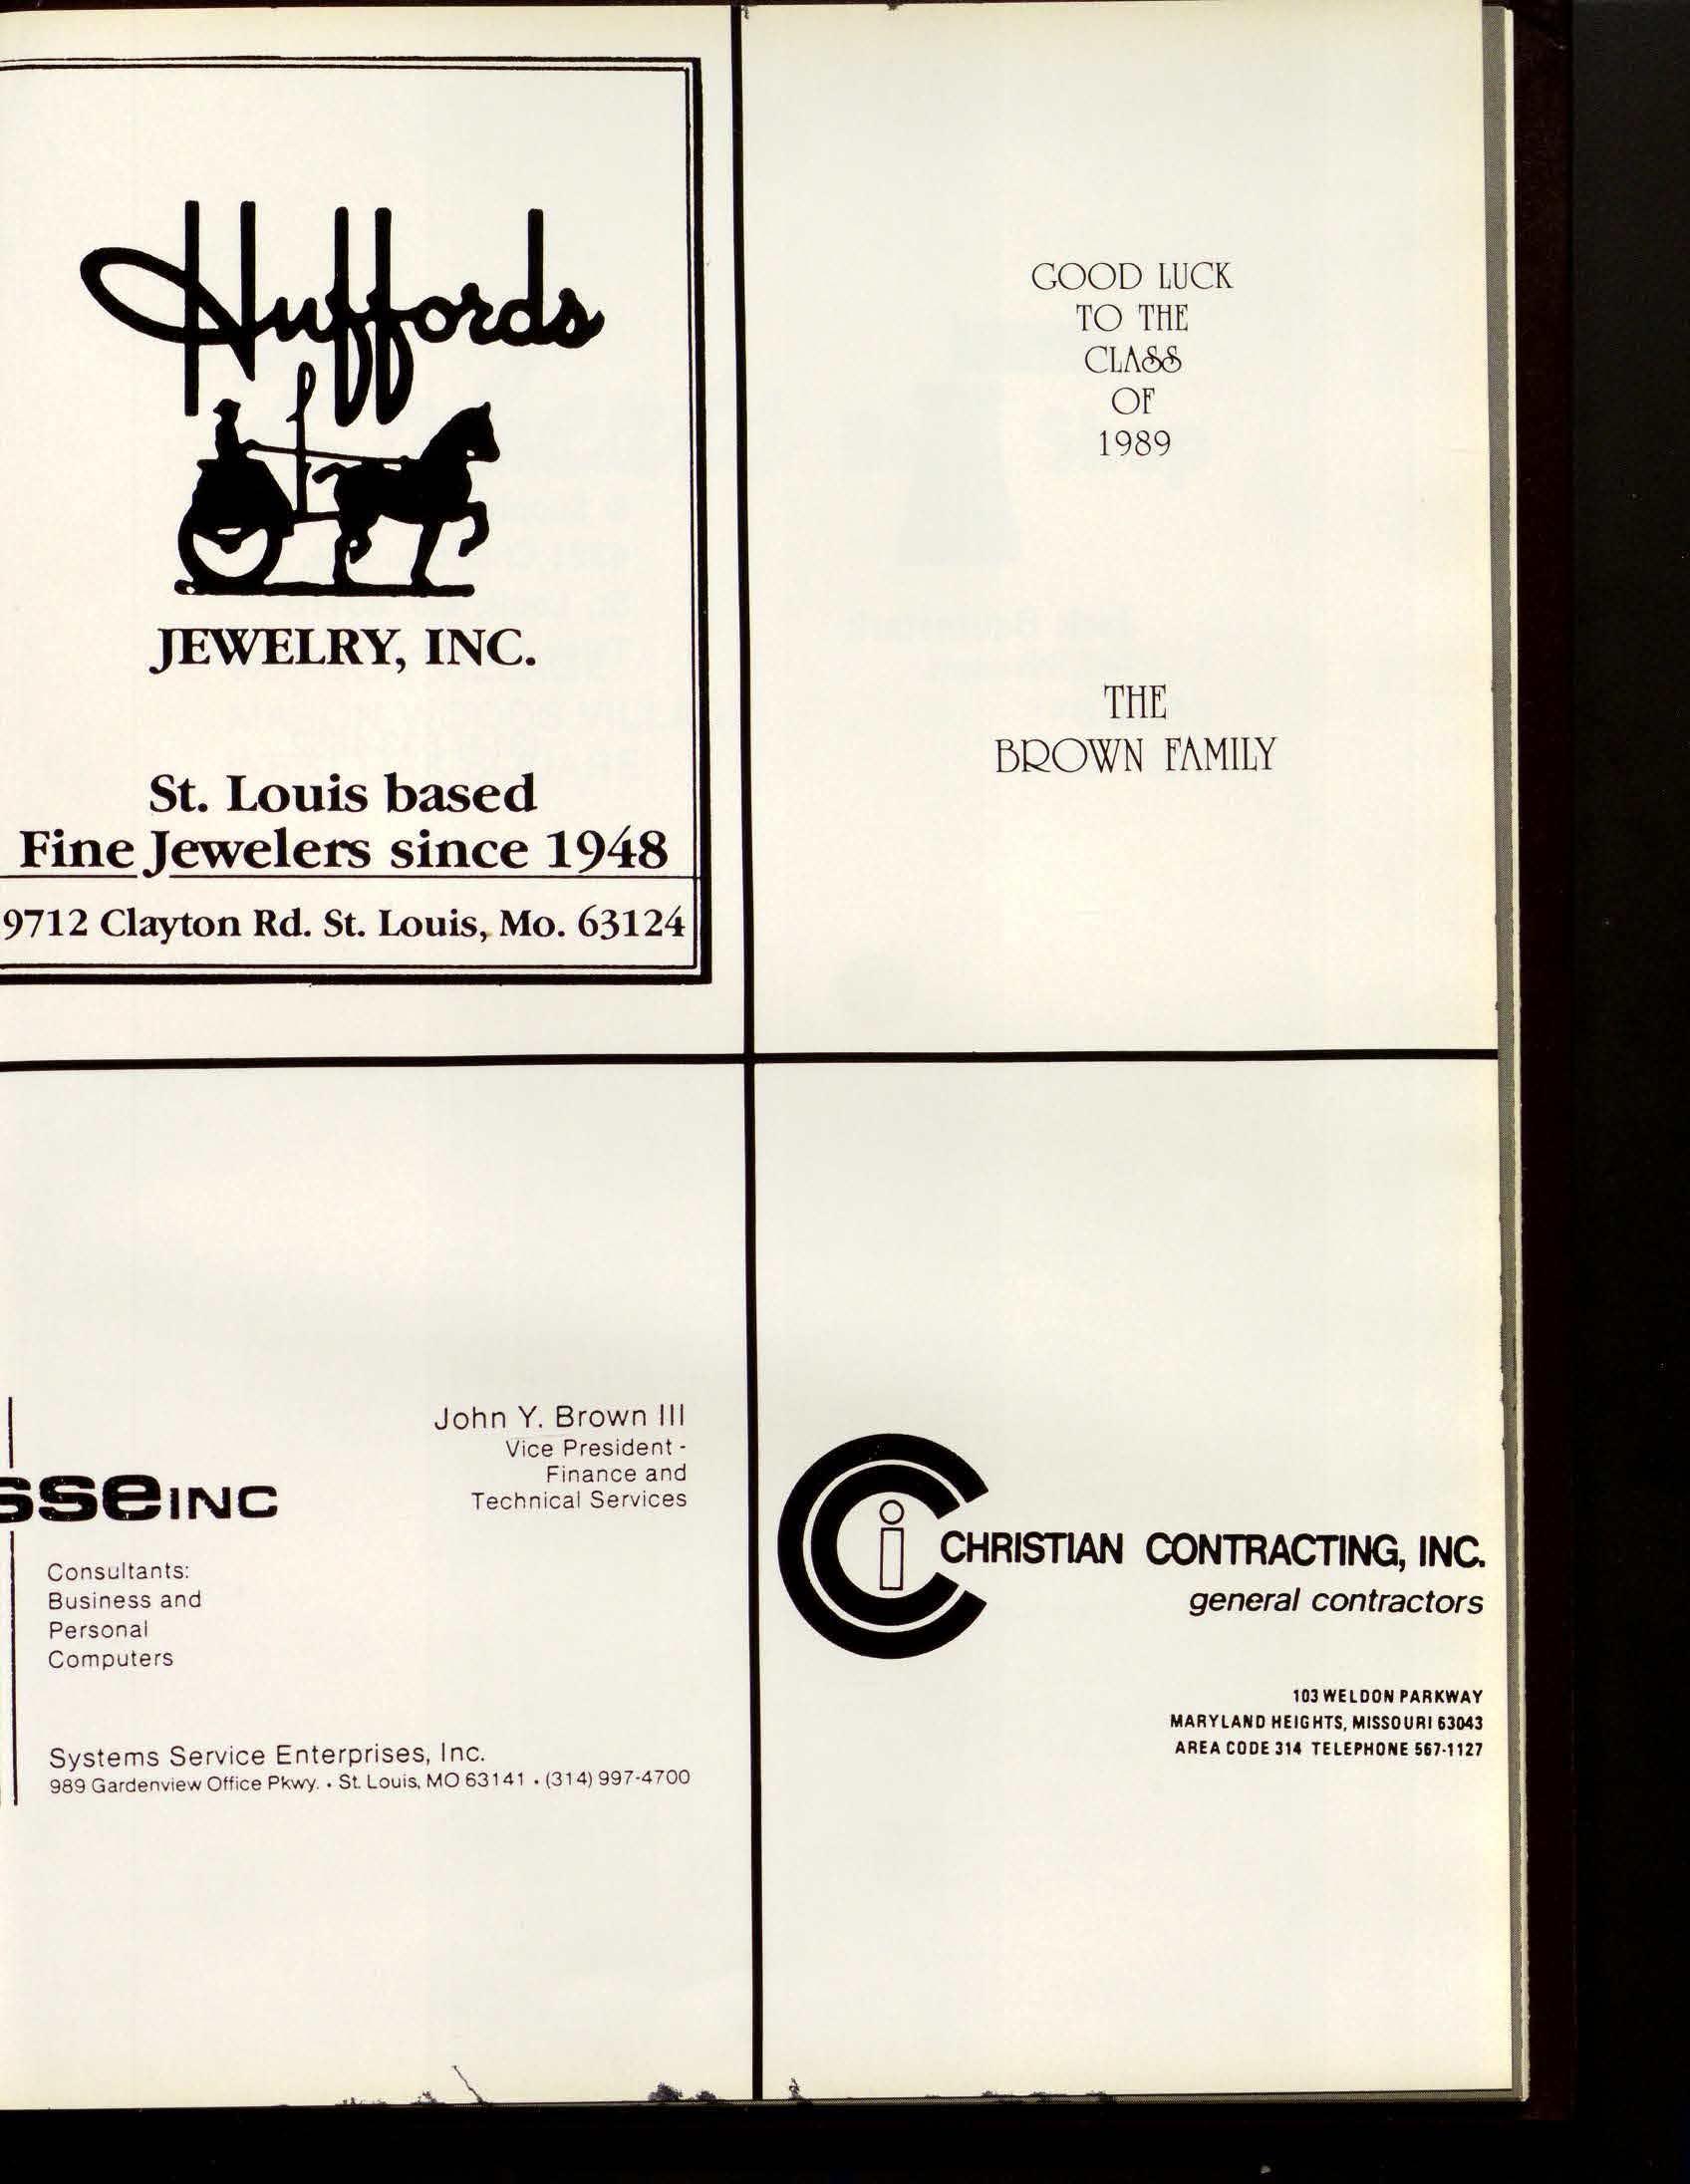 Huffords
JEWELRY, INC.
St. Louis based
Fine Jewelers since 1948
9712 Clayton Rd. St. Louis, Mo. 63124
GOOD LUCK
TO THE
CLASS
OF
1989
THE
BROWN FAMILY
John Y. Brown III
Vice President -
Finance and
Technical Services
sse INC
Consultants:
Business and
Personal
Computers
Systems Service Enterprises, Inc.
989 Gardenview Office Pkwy. • St. Louis, MO 63141 • (314) 997-4700
CHRISTIAN CONTRACTING, INC.
general contractors
103 WELDON PARKWAY
MARYLAND HEIGHTS, MISSOURI 63043
AREA CODE 314 TELEPHONE 567-1127